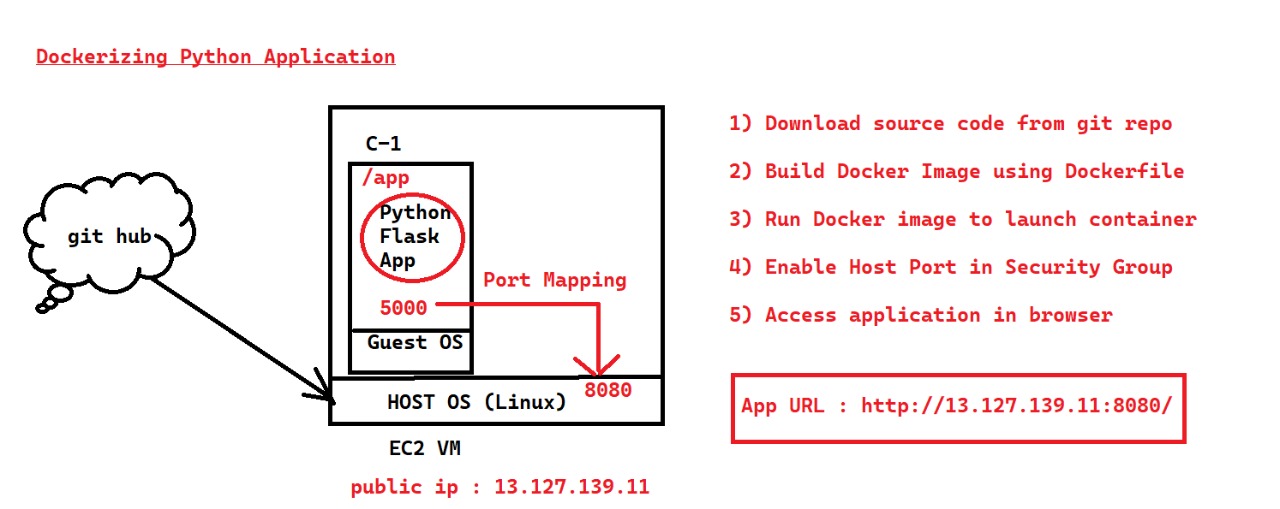 Dockerizing Python Application
git hub
C-1
/app
Python
Flask
App
5000
Guest OS
Port Mapping
8080
HOST OS (Linux)
EC2 VM
public ip : 13.127.139.11
1) Download source code from git repo
2) Build Docker Image using Dockerfile
3) Run Docker image to launch container
4) Enable Host Port in Security Group
5) Access application in browser
App URL : http://13.127.139.11:8080/